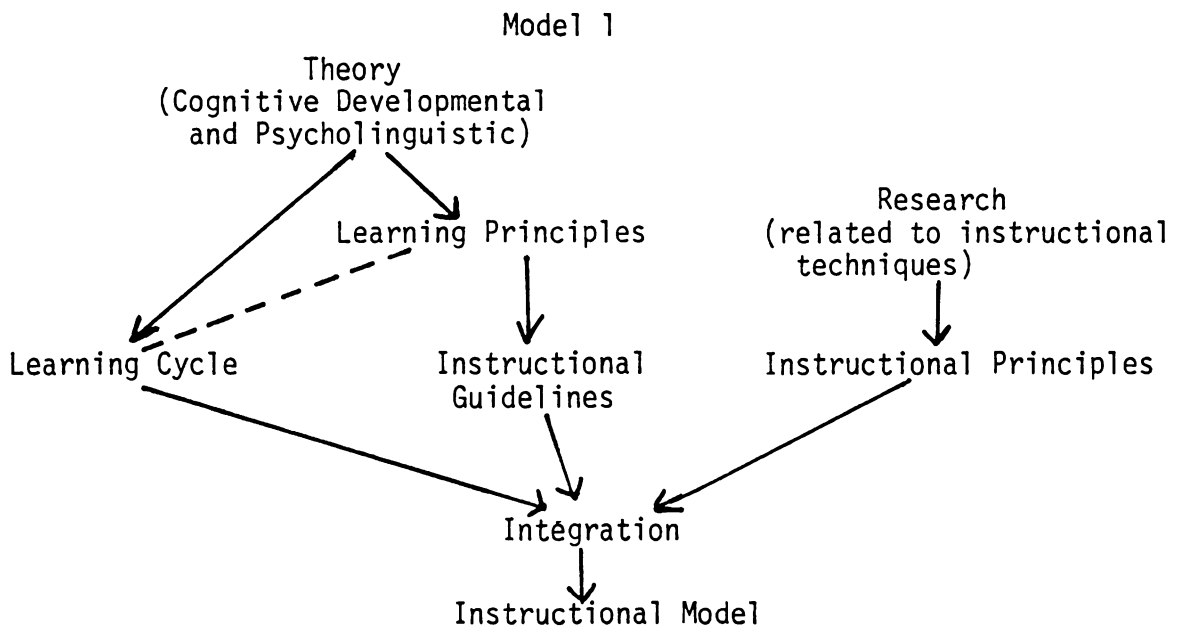 Model 1
Theory
(Cognitive Developmental
and Psycholinguistic)
Learning Principles
Research
(related to instructional
techniques)
Learning Cycle
Instructional
Guidelines
Instructional Principles
Integration
Instructional Model